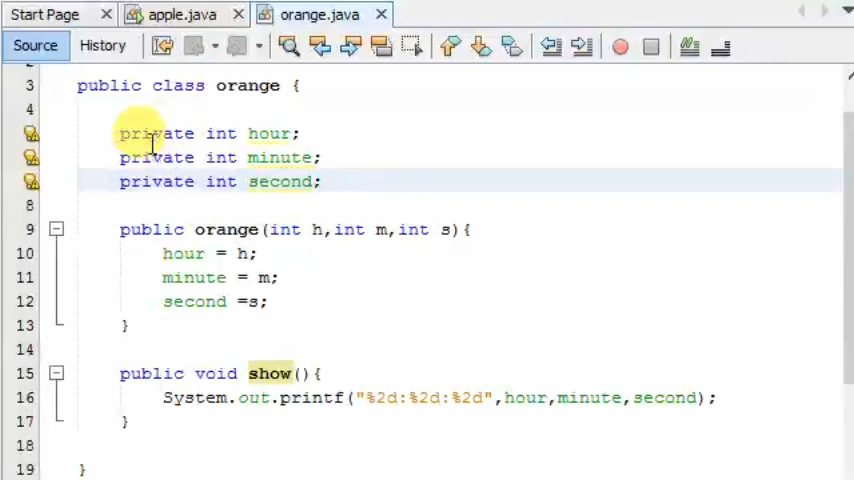 Start Page apple.java orange.java
Source History
3 public class orange {
4
private int hour;
private int minute;
private int second;
8
9 public orange(int h,int m,int s){
10 hour = h;
11 minute = m;
12 second =s;
13 }
14
15 public void show(){
16 System.out.printf("%2d:%2d:%2d",hour,minute,second);
17 }
18
19 }